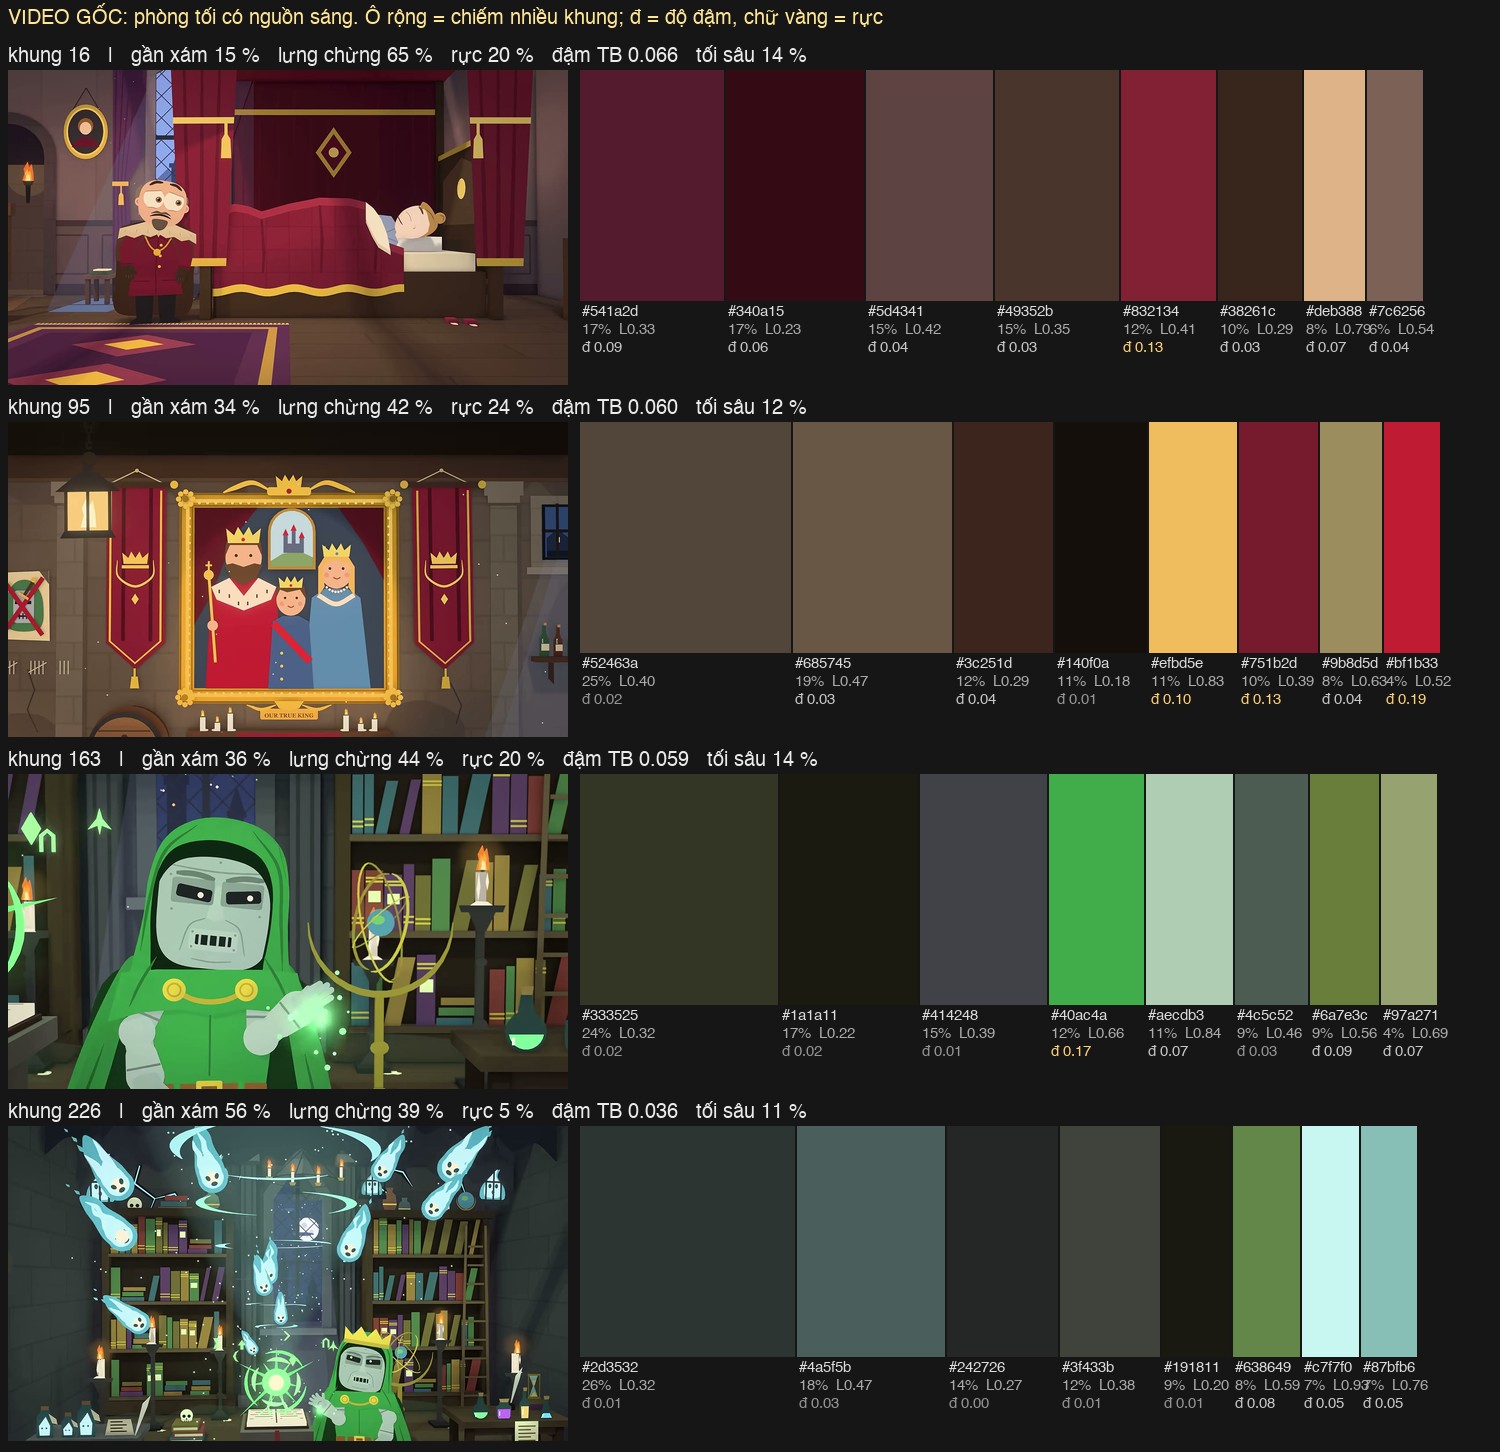 VIDEO GỐC: phòng tối có nguồn sáng. Ô rộng = chiếm nhiều khung; đ = độ đậm, chữ vàng = rực
khung 16 | gần xám 15 % lưng chừng 65 % rực 20 % đậm TB 0.066 tối sâu 14 %
#541a2d #340a15 #5d4341 #49352b #832134 #38261c #deb388 #7c6256
17% L0.33 17% L0.23 15% L0.42 15% L0.35 12% L0.41 10% L0.29 8% L0.79 6% L0.54
đ 0.09 đ 0.06 đ 0.04 đ 0.03 đ 0.13 đ 0.03 đ 0.07 đ 0.04
khung 95 | gần xám 34 % lưng chừng 42 % rực 24 % đậm TB 0.060 tối sâu 12 %
OUR TRUE KING
#52463a #685745 #3c251d #140f0a #efbd5e #751b2d #9b8d5d #bf1b33
25% L0.40 19% L0.47 12% L0.29 11% L0.18 11% L0.83 10% L0.39 8% L0.63 4% L0.52
đ 0.02 đ 0.03 đ 0.04 đ 0.01 đ 0.10 đ 0.13 đ 0.04 đ 0.19
khung 163 | gần xám 36 % lưng chừng 44 % rực 20 % đậm TB 0.059 tối sâu 14 %
#333525 #1a1a11 #414248 #40ac4a #aecdb3 #4c5c52 #6a7e3c #97a271
24% L0.32 17% L0.22 15% L0.39 12% L0.66 11% L0.84 9% L0.46 9% L0.56 4% L0.69
đ 0.02 đ 0.02 đ 0.01 đ 0.17 đ 0.07 đ 0.03 đ 0.09 đ 0.07
khung 226 | gần xám 56 % lưng chừng 39 % rực 5 % đậm TB 0.036 tối sâu 11 %
#2d3532 #4a5f5b #242726 #3f433b #191811 #638649 #c7f7f0 #87bfb6
26% L0.32 18% L0.47 14% L0.27 12% L0.38 9% L0.20 8% L0.59 7% L0.93 7% L0.76
đ 0.01 đ 0.03 đ 0.00 đ 0.01 đ 0.01 đ 0.08 đ 0.05 đ 0.05